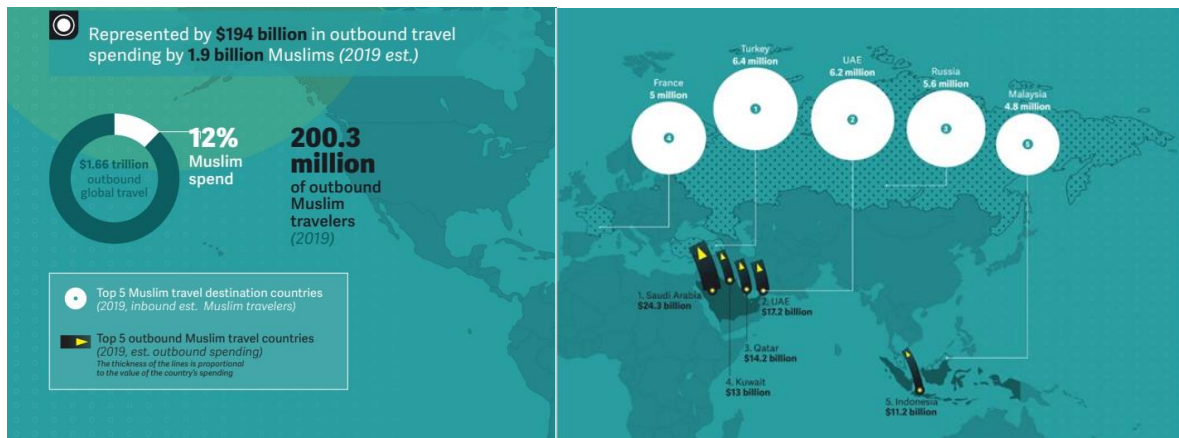 Represented by $194 billion in outbound travel
spending by 1.9 billion Muslims (2019 est.)
$1.66 trillion
outbound
global travel
12%
Muslim
spend
200.3
million
of outbound
Muslim
travelers
(2019)
Top 5 Muslim travel destination countries
(2019, inbound est. Muslim travelers)
Top 5 outbound Muslim travel countries
(2019, est. outbound spending)
The thickness of the lines is proportional
to the value of the country's spending
Turkey
6.4 million
UAE
6.2 million
France
5 million
Russia
5.6 million
Malaysia
4.8 million
4
1
2
3
5
1. Saudi Arabia
$24.3 billion
2. UAE
$17.2 billion
3. Qatar
$14.2 billion
4. Kuwait
$13 billion
5. Indonesia
$11.2 billion